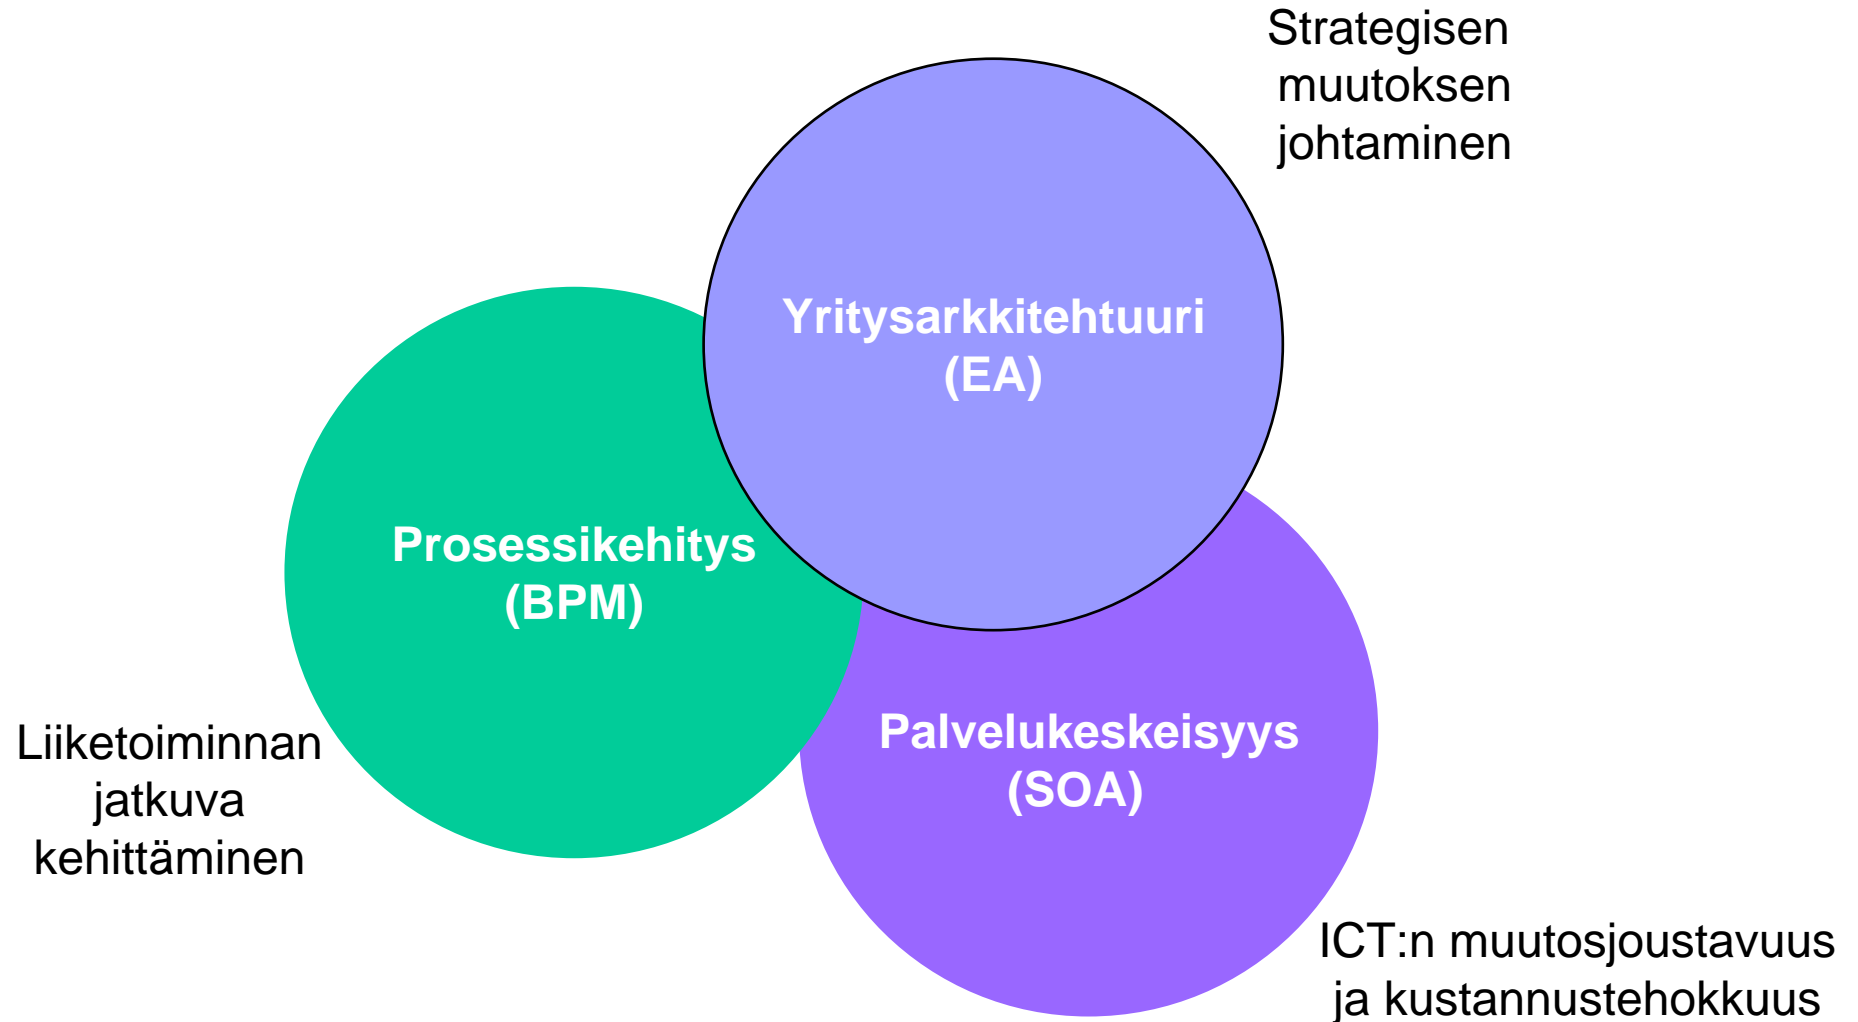 Strategisen
muutoksen
johtaminen
Yritysarkkitehtuuri
(EA)
Prosessikehitys
(BPM)
Liiketoiminnan
jatkuva
kehittäminen
Palvelukeskeisyys
(SOA)
ICT:n muutosjoustavuus
ja kustannustehokkuus